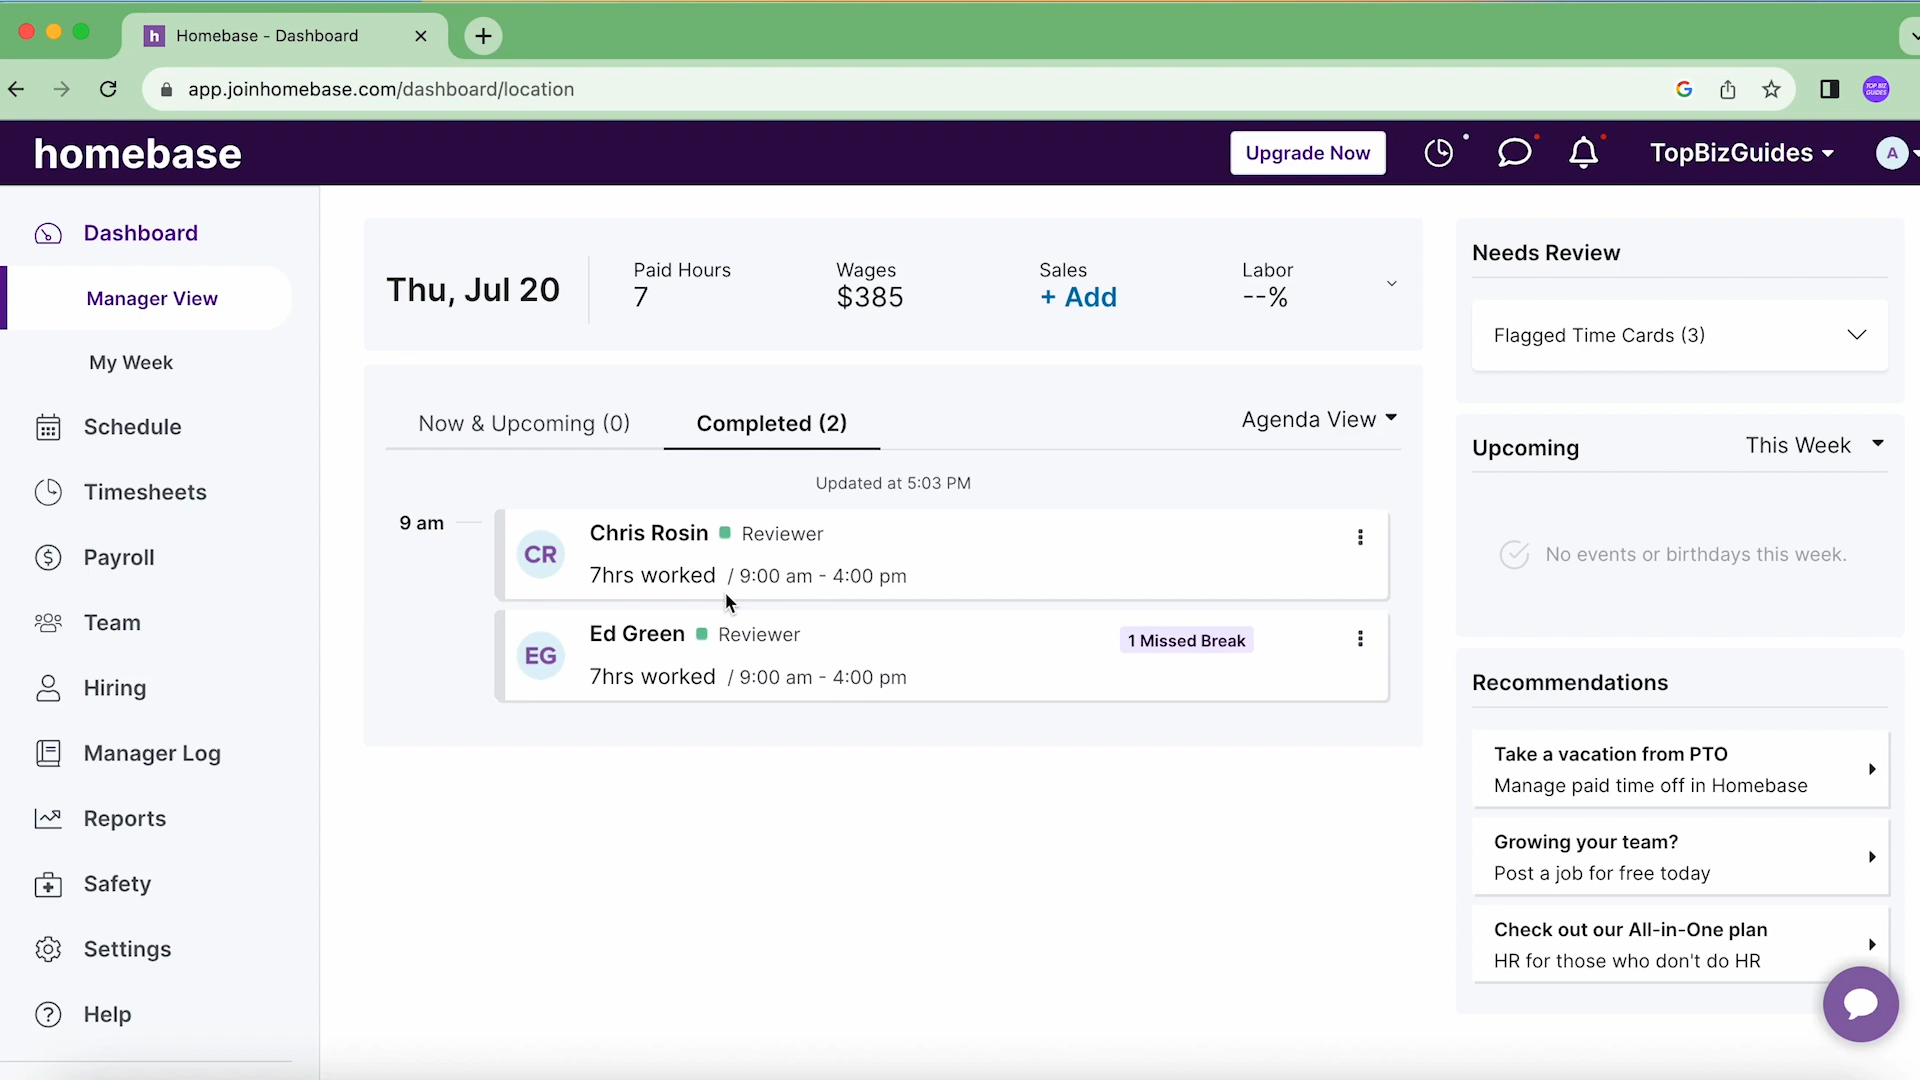 h Homebase - Dashboard
app.joinhomebase.com/dashboard/location
TOP BIZ GUIDES
homebase
Upgrade Now
TopBizGuides
A
Dashboard
Manager View
My Week
Schedule
Timesheets
Payroll
Team
Hiring
Manager Log
Reports
Safety
Settings
Help
Thu, Jul 20
Paid Hours
7
Wages
$385
Sales
+ Add
Labor
--%
Now & Upcoming (0)
Completed (2)
Agenda View
Updated at 5:03 PM
9 am
CR
Chris Rosin Reviewer
7hrs worked / 9:00 am - 4:00 pm
EG
Ed Green Reviewer
1 Missed Break
7hrs worked / 9:00 am - 4:00 pm
Needs Review
Flagged Time Cards (3)
Upcoming
This Week
No events or birthdays this week.
Recommendations
Take a vacation from PTO
Manage paid time off in Homebase
Growing your team?
Post a job for free today
Check out our All-in-One plan
HR for those who don't do HR